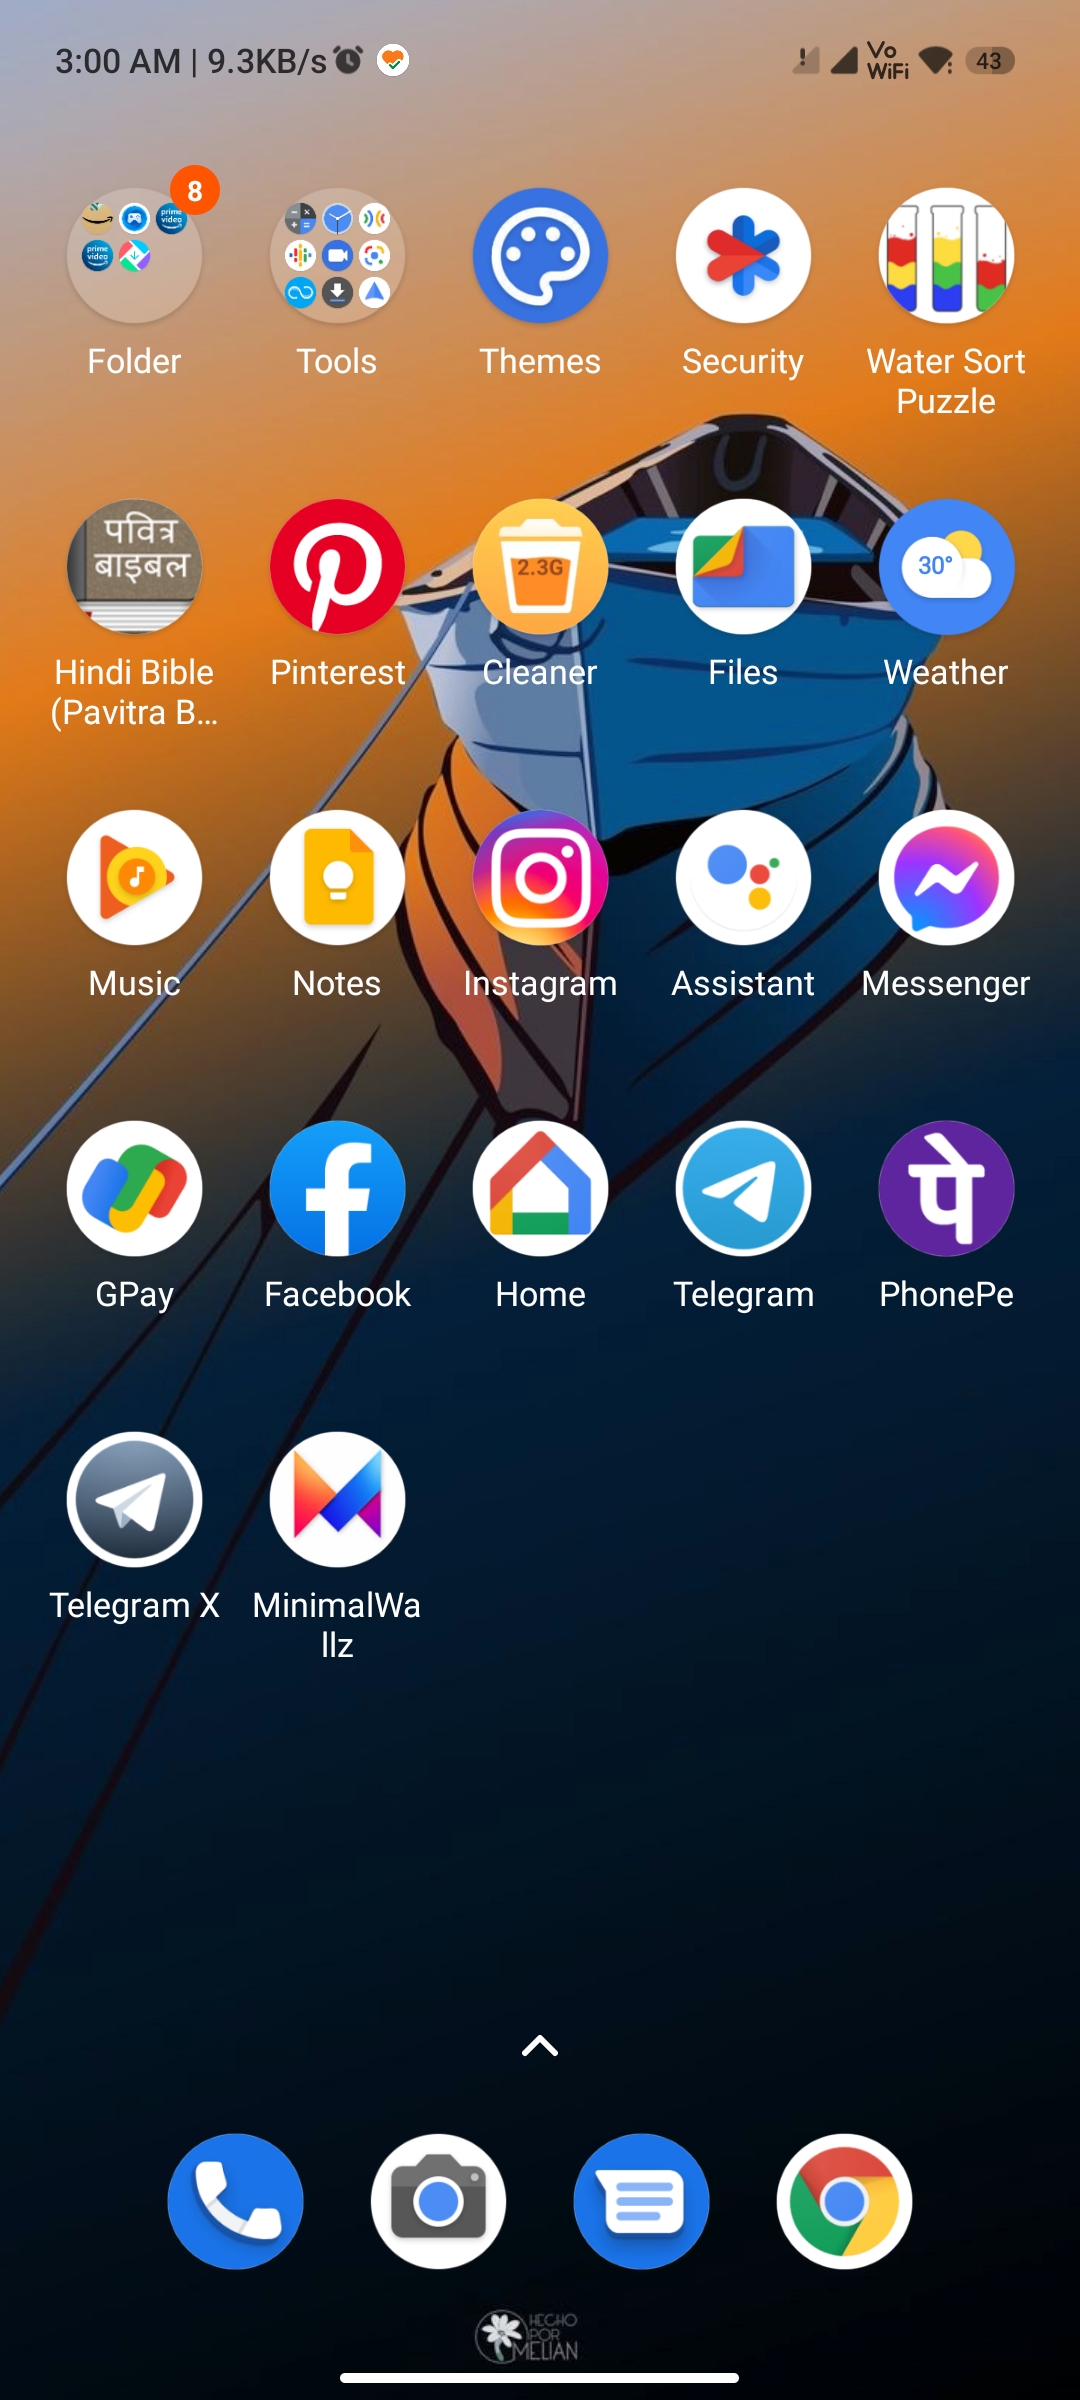 3:00 AM | 9.3KB/s
Vo
WiFi
43
8
prime video
prime video
Folder
Tools
Themes
Security
Water Sort
Puzzle
पवित्र
बाइबल
2.3G
30°
Hindi Bible
(Pavitra B...
Pinterest
Cleaner
Files
Weather
Music
Notes
Instagram
Assistant
Messenger
पे
GPay
Facebook
Home
Telegram
PhonePe
Telegram X
MinimalWa
llz
HECHO
POR
MELIAN